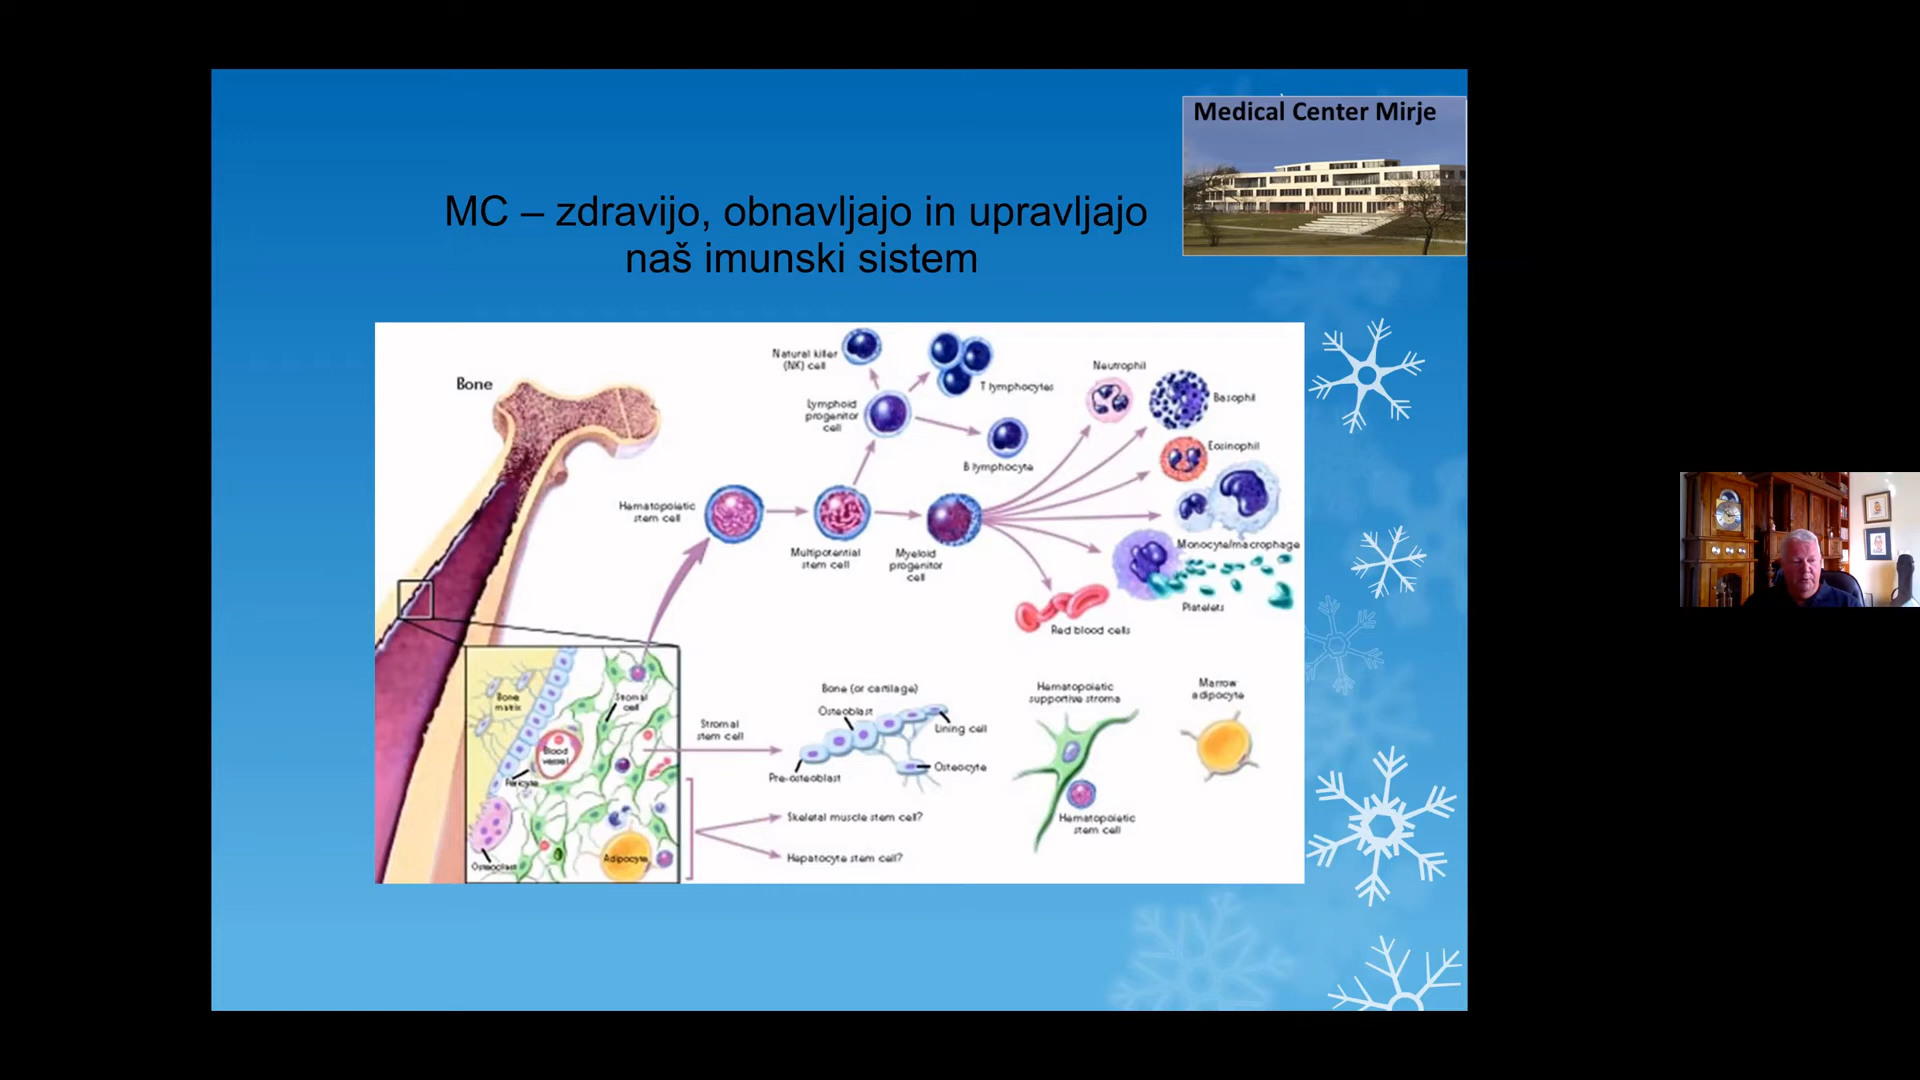 Medical Center Mirje
MC – zdravijo, obnavljajo in upravljajo
naš imunski sistem
Bone
Natural killer
(NK) cell
T lymphocytes
Lymphoid
progenitor
cell
B lymphocyte
Neutrophil
Basophil
Eosinophil
Hematopoietic
stem cell
Multipotential
stem cell
Myeloid
progenitor
cell
Monocyte/macrophage
Platelets
Red blood cells
Bone
matrix
Stromal
cell
Blood
vessel
Pericyte
Osteoclast
Adipocyte
Stromal
stem cell
Bone (or cartilage)
Osteoblast
Lining cell
Pre-osteoblast
Osteocyte
Skeletal muscle stem cell?
Hepatocyte stem cell?
Hematopoietic
supportive stroma
Hematopoietic
stem cell
Marrow
adipocyte